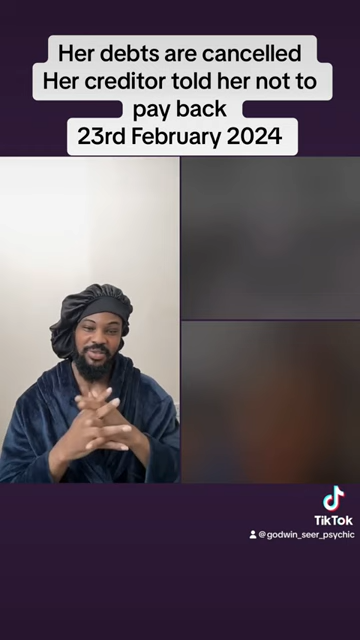 Her debts are cancelled
Her creditor told her not to
pay back
23rd February 2024
TikTok
@godwin_seer_psychic